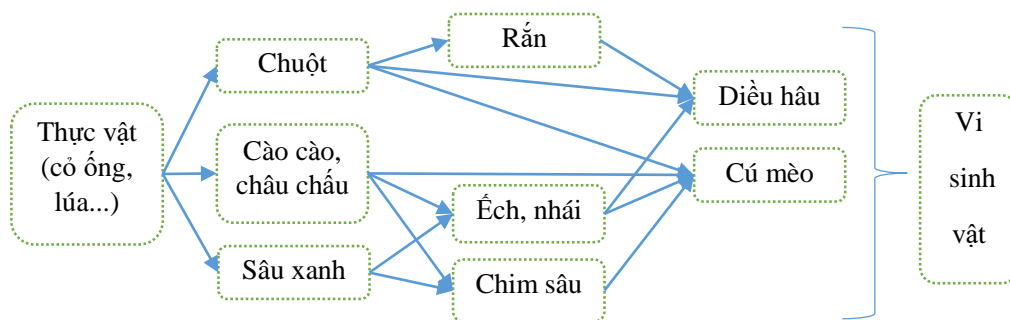 Thực vật
(cỏ ống,
lúa...)
Chuột
Cào cào,
châu chấu
Sâu xanh
Rắn
Ếch, nhái
Chim sâu
Diều hâu
Cú mèo
Vi
sinh
vật